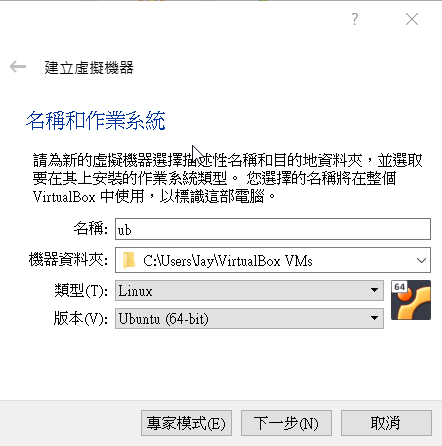 ?
建立虛擬機器
名稱和作業系統
請為新的虛擬機器選擇描述性名稱和目的地資料夾，並選取
要在其上安裝的作業系統類型。 您選擇的名稱將在整個
VirtualBox 中使用，以標識這部電腦。
名稱: ub
機器資料夾: C:\Users\Jay\VirtualBox VMs
類型(T): Linux
64
版本(V): Ubuntu (64-bit)
專家模式(E) 下一步(N) 取消